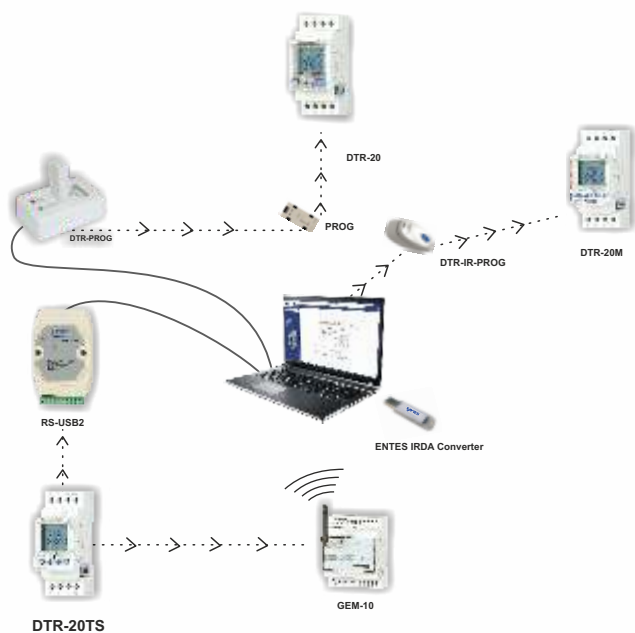 DTR-20
DTR-PROG
PROG
DTR-IR-PROG
DTR-20M
RS-USB2
ENTES IRDA Converter
GEM-10
DTR-20TS